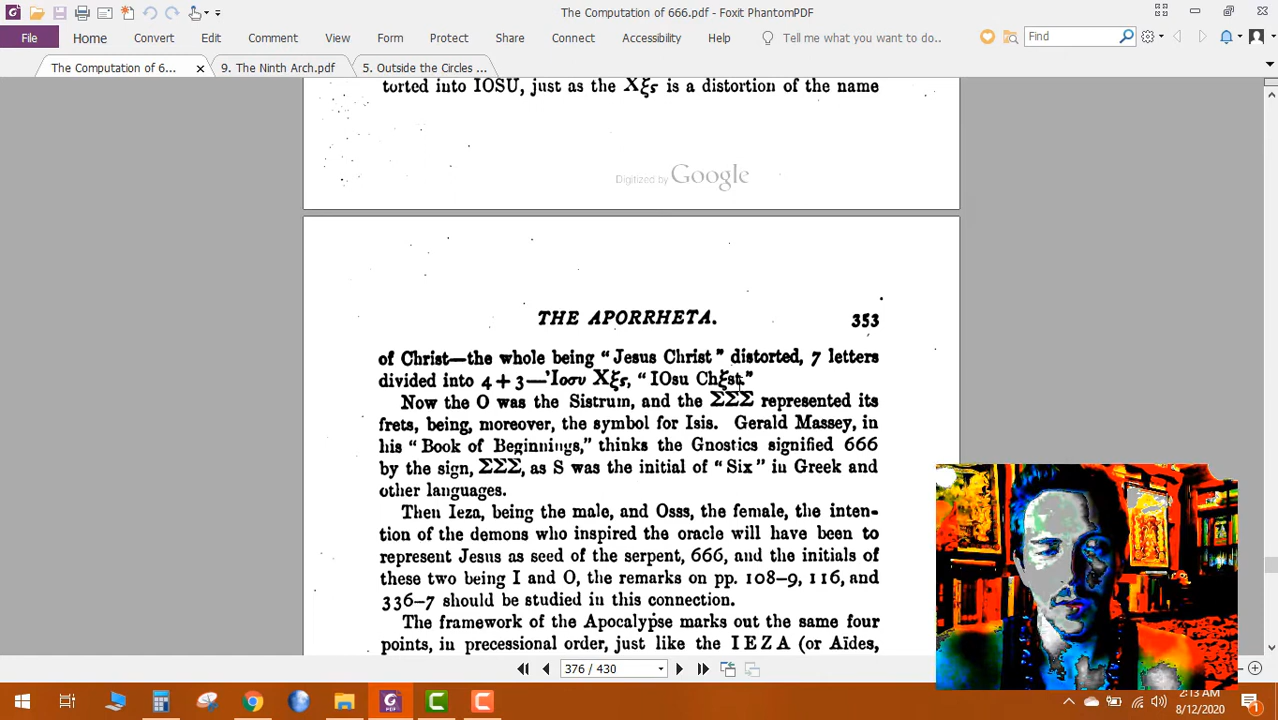 The Computation of 666.pdf - Foxit PhantomPDF
File Home Convert Edit Comment View Form Protect Share Connect Accessibility Help Tell me what you want to do.. Find
The Computation of 6... 9. The Ninth Arch.pdf 5. Outside the Circles ...
torted into IOSU, just as the Χξς is a distortion of the name
Digitized by Google
THE APORRHETA. 353
of Christ—the whole being "Jesus Christ" distorted, 7 letters
divided into 4 + 3—'Ιοσυ Χξς, "IOsu Chξst."
Now the O was the Sistrum, and the ΣΣΣ represented its
frets, being, moreover, the symbol for Isis. Gerald Massey, in
his "Book of Beginnings," thinks the Gnostics signified 666
by the sign, ΣΣΣ, as S was the initial of "Six" in Greek and
other languages.
Then Ieza, being the male, and Osss, the female, the inten-
tion of the demons who inspired the oracle will have been to
represent Jesus as seed of the serpent, 666, and the initials of
these two being I and O, the remarks on pp. 108–9, 116, and
336–7 should be studied in this connection.
The framework of the Apocalypse marks out the same four
points, in precessional order, just like the I E Z A (or Aïdes,
376 / 430
2:13 AM
8/12/2020